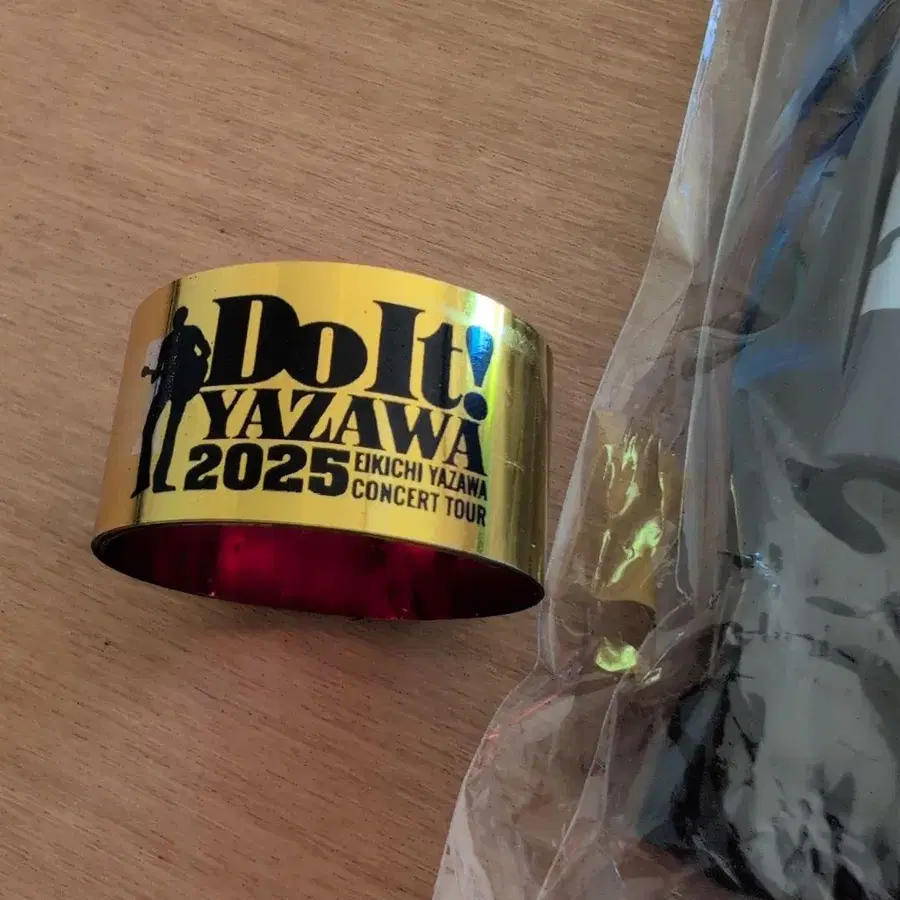 Do It!
YAZAWA
2025 EIKICHI YAZAWA
CONCERT TOUR